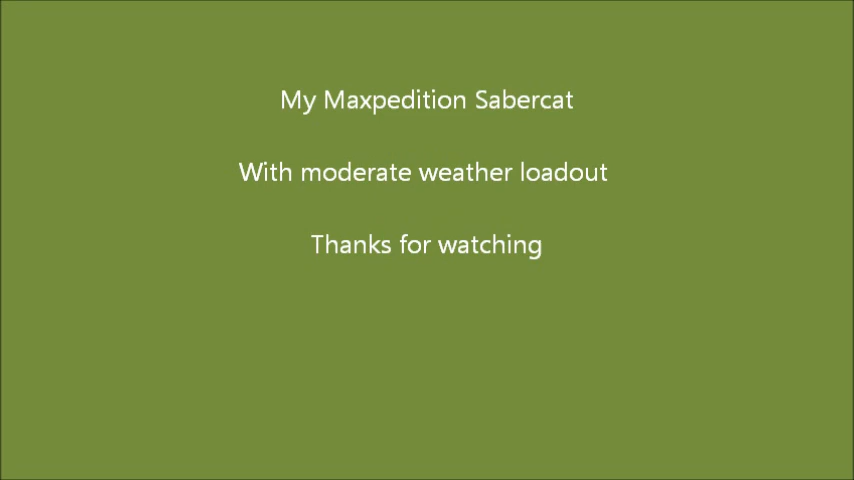 My Maxpedition Sabercat
With moderate weather loadout
Thanks for watching